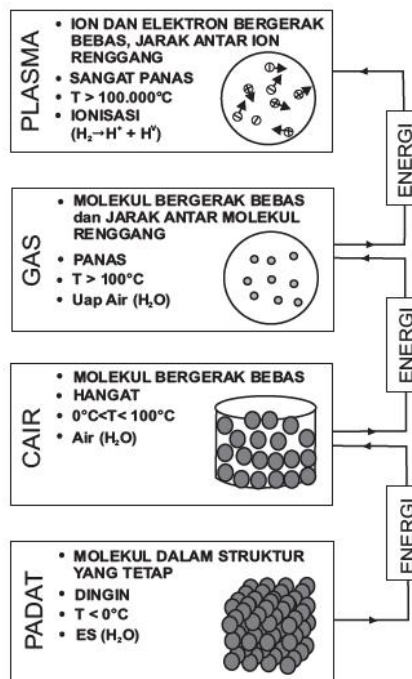 PLASMA
• ION DAN ELEKTRON BERGERAK
BEBAS, JARAK ANTAR ION
RENGGANG
• SANGAT PANAS
• T > 100.000°C
• IONISASI
ENERGI
GAS
• MOLEKUL BERGERAK BEBAS
dan JARAK ANTAR MOLEKUL
RENGGANG
• PANAS
• T > 100°C
• Uap Air (H₂O)
ENERGI
CAIR
• MOLEKUL BERGERAK BEBAS
• HANGAT
• 0°C<T< 100°C
• Air (H₂O)
ENERGI
PADAT
• MOLEKUL DALAM STRUKTUR
YANG TETAP
• DINGIN
• T < 0°C
• ES (H₂O)